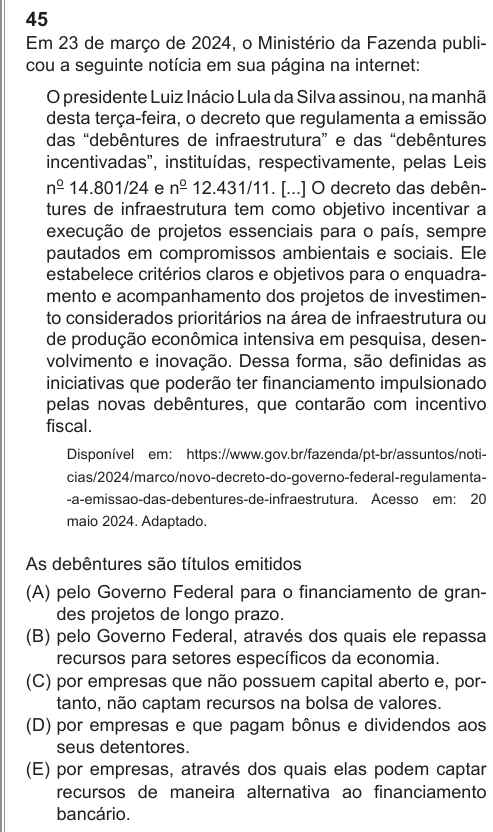 45
Em 23 de março de 2024, o Ministério da Fazenda publi-
cou a seguinte notícia em sua página na internet:
O presidente Luiz Inácio Lula da Silva assinou, na manhã
desta terça-feira, o decreto que regulamenta a emissão
das “debêntures de infraestrutura” e das “debêntures
incentivadas”, instituídas, respectivamente, pelas Leis
nº 14.801/24 e nº 12.431/11. [...] O decreto das debên-
tures de infraestrutura tem como objetivo incentivar a
execução de projetos essenciais para o país, sempre
pautados em compromissos ambientais e sociais. Ele
estabelece critérios claros e objetivos para o enquadra-
mento e acompanhamento dos projetos de investimen-
to considerados prioritários na área de infraestrutura ou
de produção econômica intensiva em pesquisa, desen-
volvimento e inovação. Dessa forma, são definidas as
iniciativas que poderão ter financiamento impulsionado
pelas novas debêntures, que contarão com incentivo
fiscal.
Disponível em: https://www.gov.br/fazenda/pt-br/assuntos/noti-
cias/2024/marco/novo-decreto-do-governo-federal-regulamenta-
-a-emissao-das-debentures-de-infraestrutura. Acesso em: 20
maio 2024. Adaptado.
As debêntures são títulos emitidos
(A) pelo Governo Federal para o financiamento de gran-
des projetos de longo prazo.
(B) pelo Governo Federal, através dos quais ele repassa
recursos para setores específicos da economia.
(C) por empresas que não possuem capital aberto e, por-
tanto, não captam recursos na bolsa de valores.
(D) por empresas e que pagam bônus e dividendos aos
seus detentores.
(E) por empresas, através dos quais elas podem captar
recursos de maneira alternativa ao financiamento
bancário.